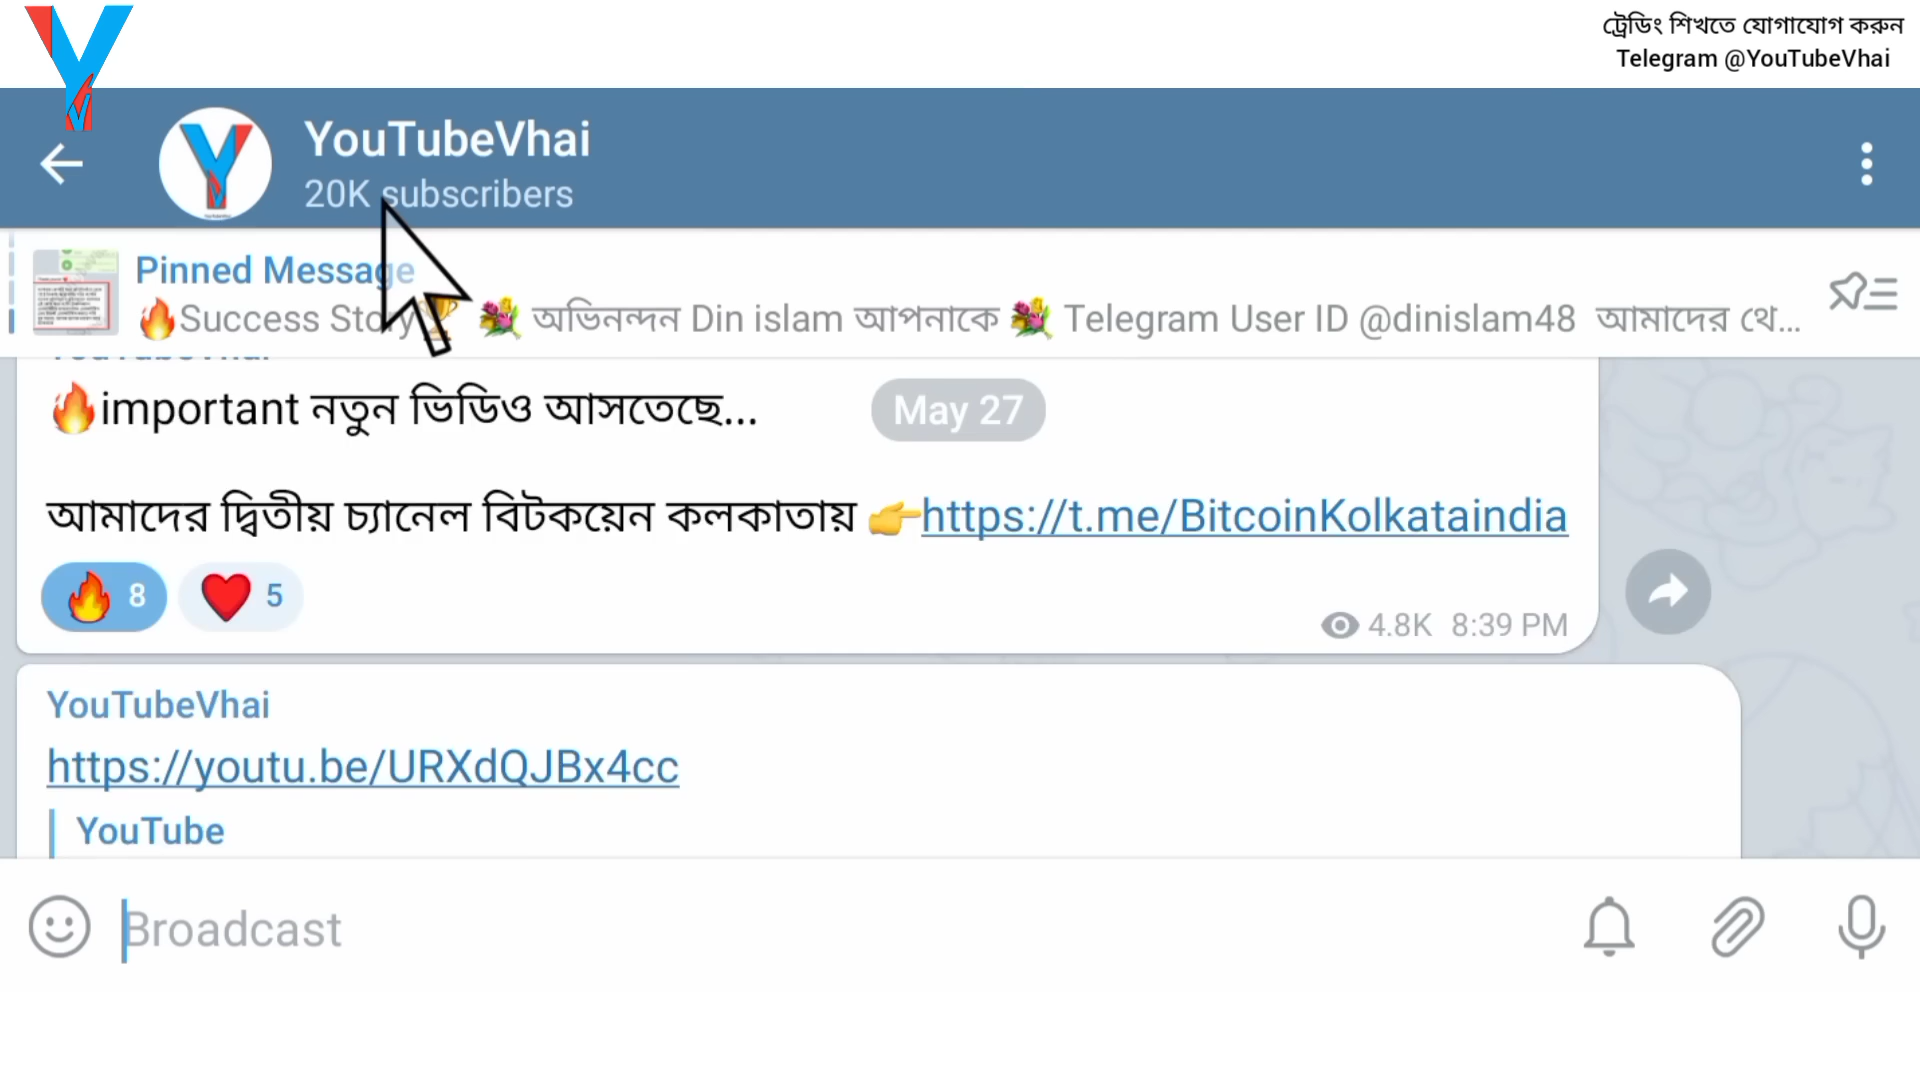 ট্রেডিং শিখতে যোগাযোগ করুন
Telegram @YouTubeVhai
YouTubeVhai
20K subscribers
Pinned Message
🔥Success Story🏆 💐 অভিনন্দন Din islam আপনাকে 💐 Telegram User ID @dinislam48 আমাদের থে...
🔥important নতুন ভিডিও আসতেছে...
May 27
আমাদের দ্বিতীয় চ্যানেল বিটকয়েন কলকাতায় 👉https://t.me/BitcoinKolkataindia
🔥 8 ❤️ 5
4.8K 8:39 PM
YouTubeVhai
https://youtu.be/URXdQJBx4cc
YouTube
Broadcast